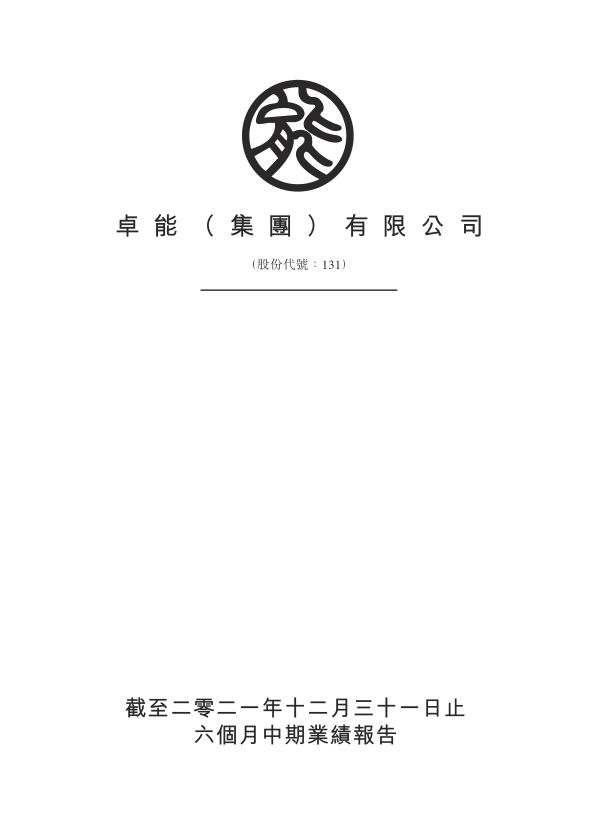 卓能（集團）有限公司
（股份代號：131）
截至二零二一年十二月三十一日止
六個月中期業績報告